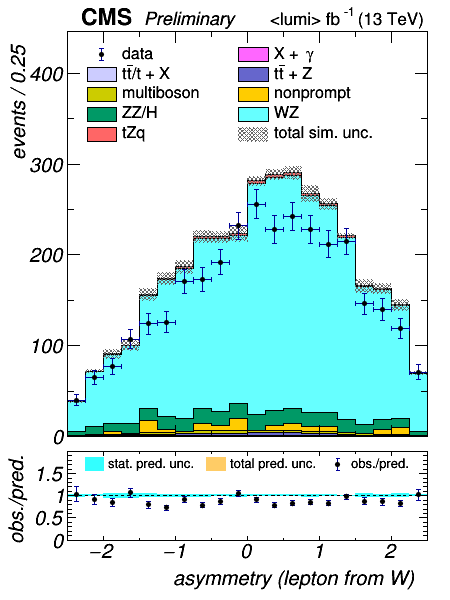 CMS Preliminary <lumi> fb⁻¹ (13 TeV)
events / 0.25
400
300
200
100
0
data
X + γ
tt̄/t + X
tt̄ + Z
multiboson
nonprompt
ZZ/H
WZ
tZq
total sim. unc.
obs./pred.
1.5
1
0.5
0
stat. pred. unc.
total pred. unc.
obs./pred.
−2
−1
0
1
2
asymmetry (lepton from W)